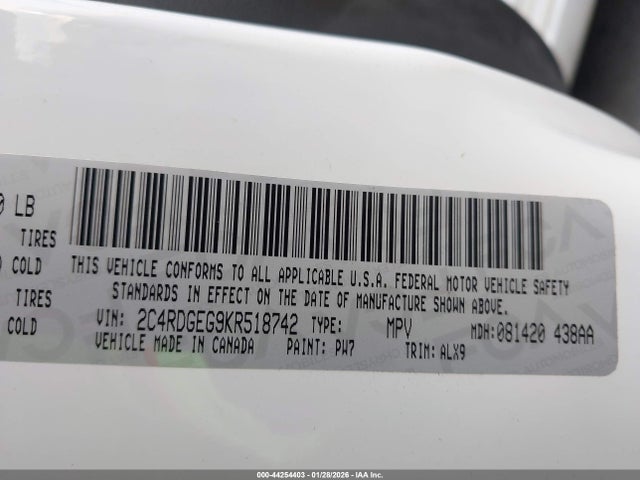 0 LB
TIRES
COLD
TIRES
COLD
THIS VEHICLE CONFORMS TO ALL APPLICABLE U.S.A. FEDERAL MOTOR VEHICLE SAFETY
STANDARDS IN EFFECT ON THE DATE OF MANUFACTURE SHOWN ABOVE.
VIN: 2C4RDGEG9KR518742 TYPE: MPV MDH:081420 438AA
VEHICLE MADE IN CANADA PAINT: PW7 TRIM: ALX9
000-44254403 | 01/28/2026 - IAA Inc.